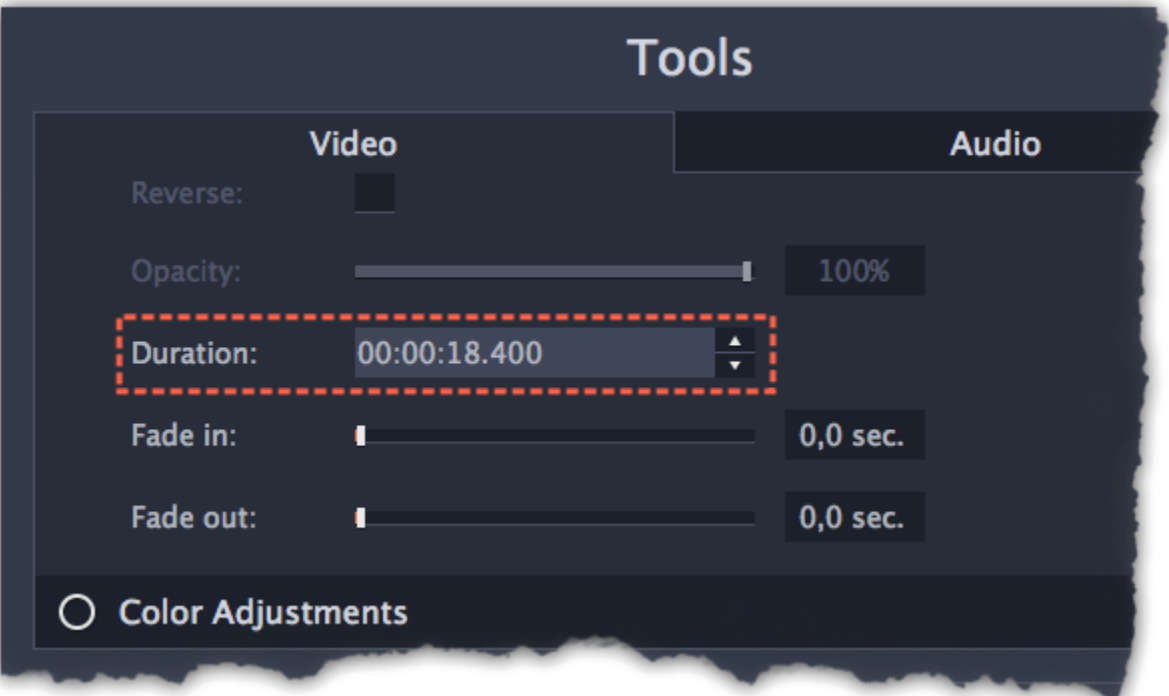 Tools
Video Audio
Reverse:
Opacity: 100%
Duration: 00:00:18.400
Fade in: 0,0 sec.
Fade out: 0,0 sec.
Color Adjustments